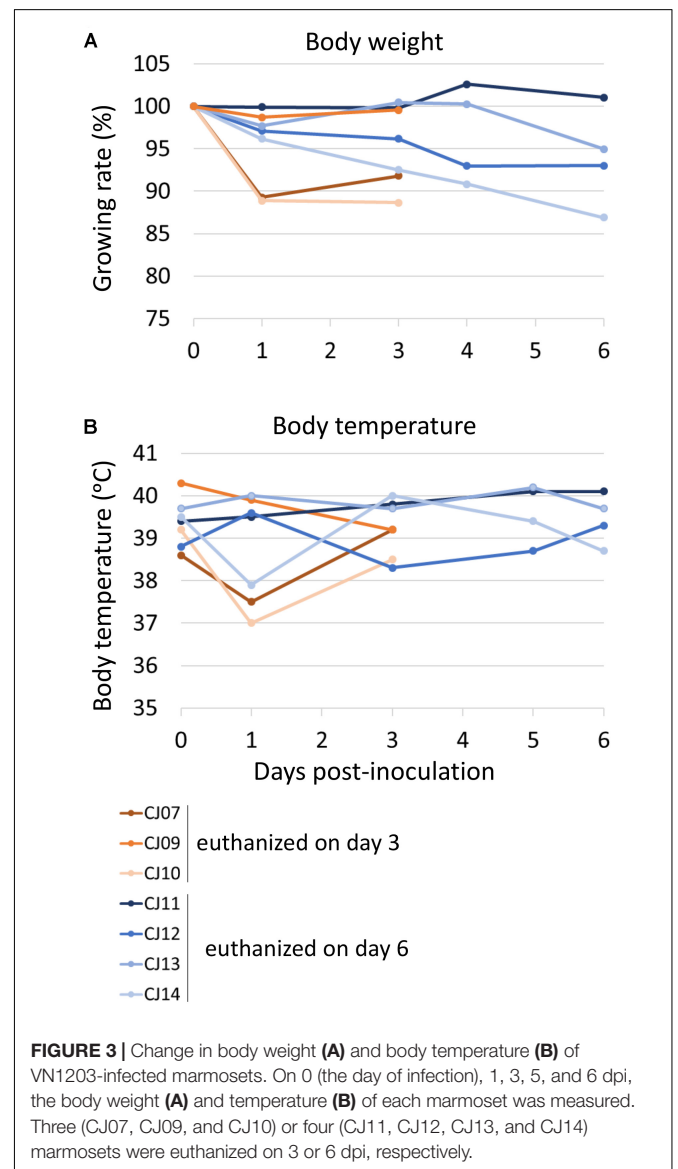 A
Body weight
Growing rate (%)
105
100
95
90
85
80
75
0 1 2 3 4 5 6
B
Body temperature
Body temperature (°C)
41
40
39
38
37
36
35
0 1 2 3 4 5 6
Days post-inoculation
CJ07
CJ09
CJ10
euthanized on day 3
CJ11
CJ12
CJ13
CJ14
euthanized on day 6
FIGURE 3 | Change in body weight (A) and body temperature (B) of
VN1203-infected marmosets. On 0 (the day of infection), 1, 3, 5, and 6 dpi,
the body weight (A) and temperature (B) of each marmoset was measured.
Three (CJ07, CJ09, and CJ10) or four (CJ11, CJ12, CJ13, and CJ14)
marmosets were euthanized on 3 or 6 dpi, respectively.